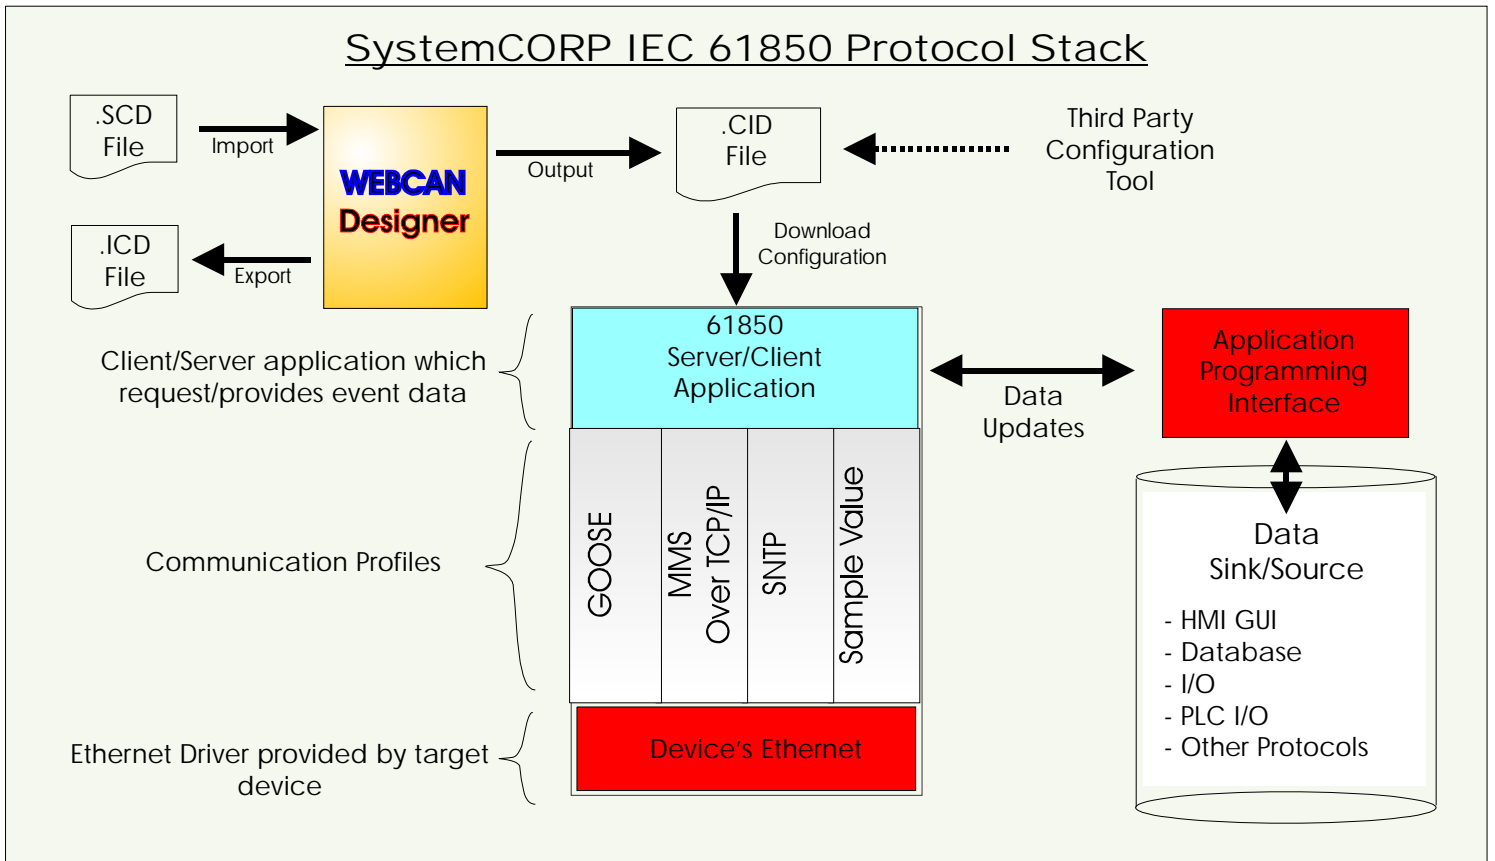 SystemCORP IEC 61850 Protocol Stack
.SCD
File
Import
WEBCAN
Designer
Output
.CID
File
Third Party
Configuration
Tool
.ICD
File
Export
Download
Configuration
Client/Server application which
request/provides event data
61850
Server/Client
Application
Data
Updates
Application
Programming
Interface
Communication Profiles
GOOSE
MMS
Over TCP/IP
SNTP
Sample Value
Data
Sink/Source
- HMI GUI
- Database
- I/O
- PLC I/O
- Other Protocols
Ethernet Driver provided by target
device
Device's Ethernet